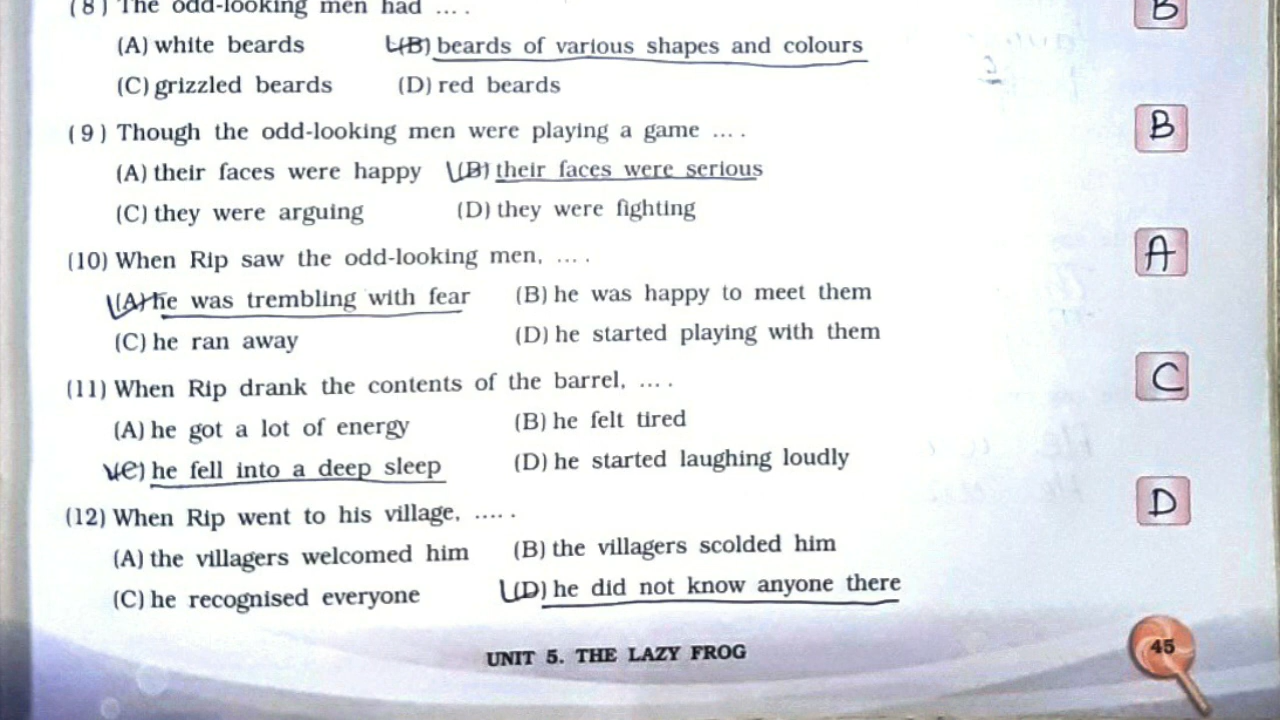 (8) The odd-looking men had ... .
B
(A) white beards (B) beards of various shapes and colours
(C) grizzled beards (D) red beards
(9) Though the odd-looking men were playing a game ... .
B
(A) their faces were happy (B) their faces were serious
(C) they were arguing (D) they were fighting
(10) When Rip saw the odd-looking men, ... .
A
(A) he was trembling with fear (B) he was happy to meet them
(C) he ran away (D) he started playing with them
(11) When Rip drank the contents of the barrel, ... .
C
(A) he got a lot of energy (B) he felt tired
(C) he fell into a deep sleep (D) he started laughing loudly
(12) When Rip went to his village, ..... .
D
(A) the villagers welcomed him (B) the villagers scolded him
(C) he recognised everyone (D) he did not know anyone there
UNIT 5. THE LAZY FROG
45